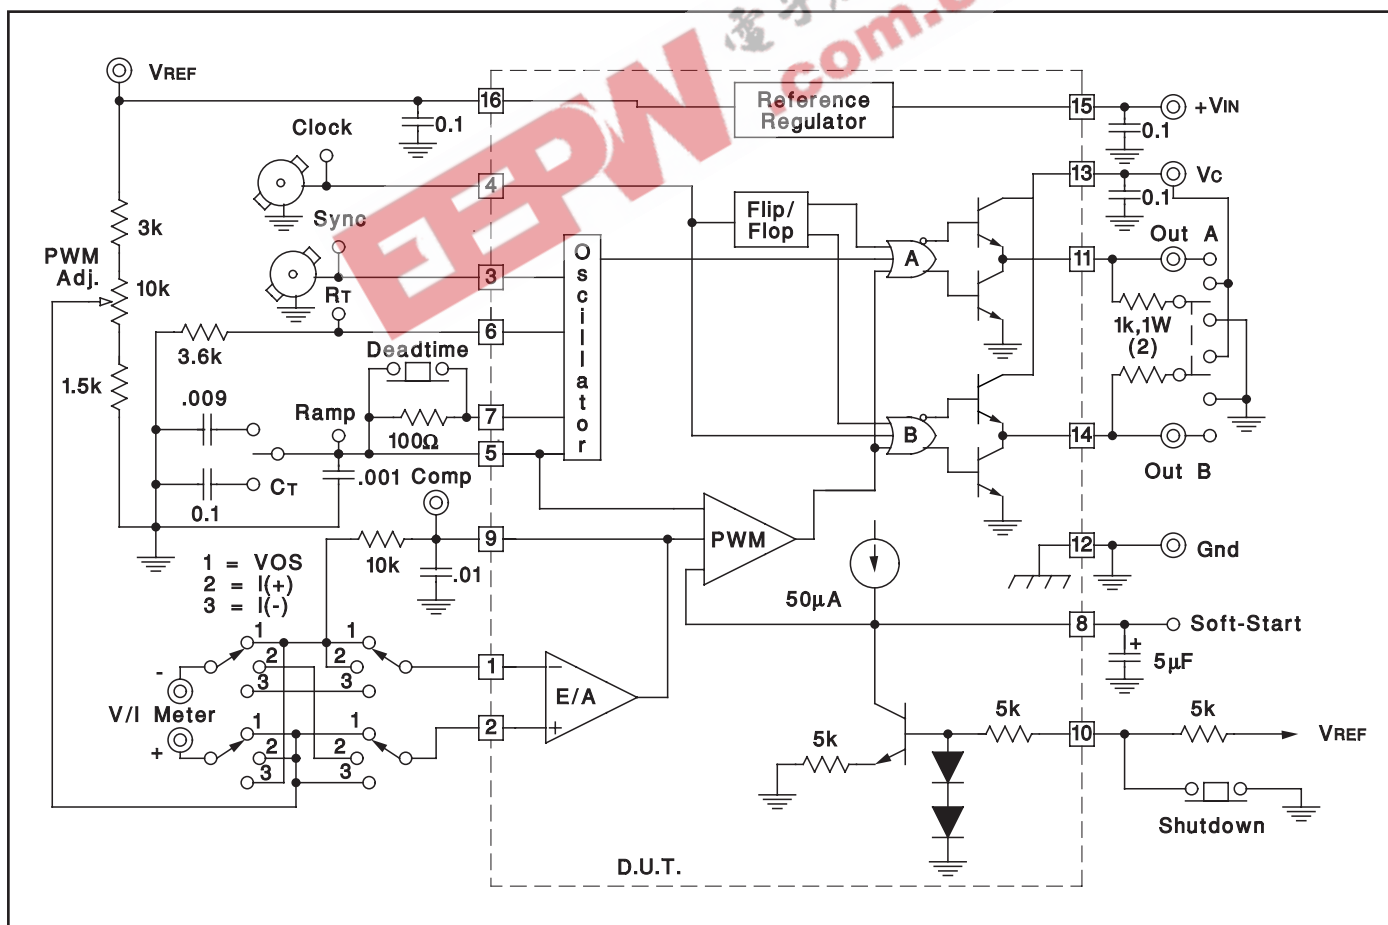 電子
.com.
EEPW
VREF
16
Reference
Regulator
15
+VIN
0.1
0.1
Clock
4
13
VC
0.1
Sync
3k
Flip/
Flop
Out A
PWM
Adj.
10k
3
Oscillator
A
11
RT
1k,1W
(2)
3.6k
6
Deadtime
1.5k
.009
Ramp
7
100Ω
5
B
14
Out B
CT
.001
Comp
0.1
9
PWM
10k
.01
12
Gnd
1 = VOS
2 = I(+)
3 = I(-)
50µA
8
Soft-Start
+
5µF
1
1
2
2
3
3
-
1
−
E/A
V/I Meter
+
1
1
2
2
3
3
2
+
5k
5k
10
5k
VREF
Shutdown
D.U.T.